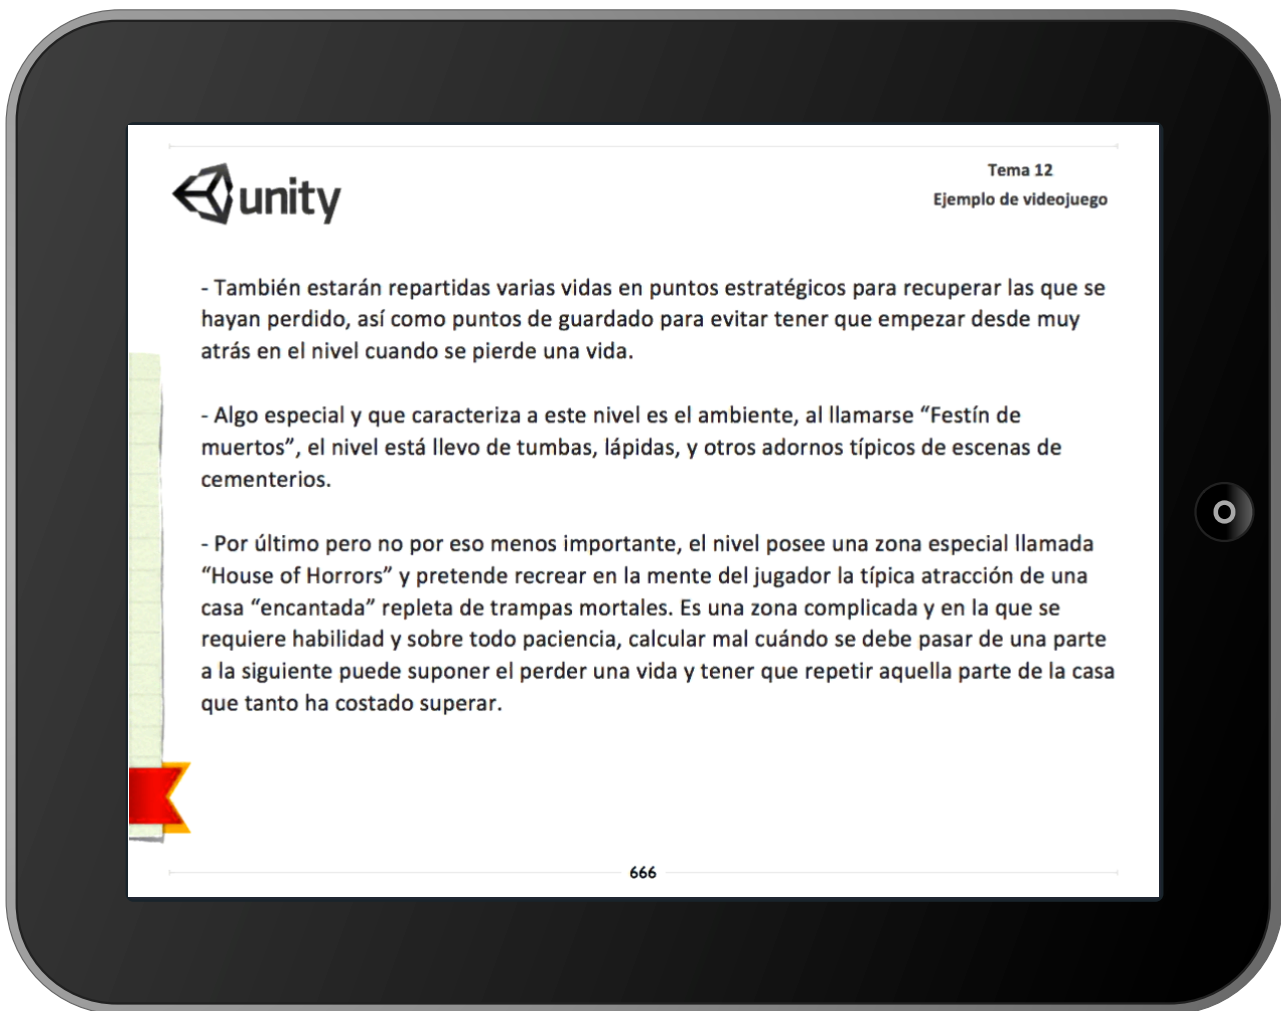 unity
Tema 12
Ejemplo de videojuego
- También estarán repartidas varias vidas en puntos estratégicos para recuperar las que se
hayan perdido, así como puntos de guardado para evitar tener que empezar desde muy
atrás en el nivel cuando se pierde una vida.
- Algo especial y que caracteriza a este nivel es el ambiente, al llamarse “Festín de
muertos”, el nivel está llevo de tumbas, lápidas, y otros adornos típicos de escenas de
cementerios.
- Por último pero no por eso menos importante, el nivel posee una zona especial llamada
“House of Horrors” y pretende recrear en la mente del jugador la típica atracción de una
casa “encantada” repleta de trampas mortales. Es una zona complicada y en la que se
requiere habilidad y sobre todo paciencia, calcular mal cuándo se debe pasar de una parte
a la siguiente puede suponer el perder una vida y tener que repetir aquella parte de la casa
que tanto ha costado superar.
666